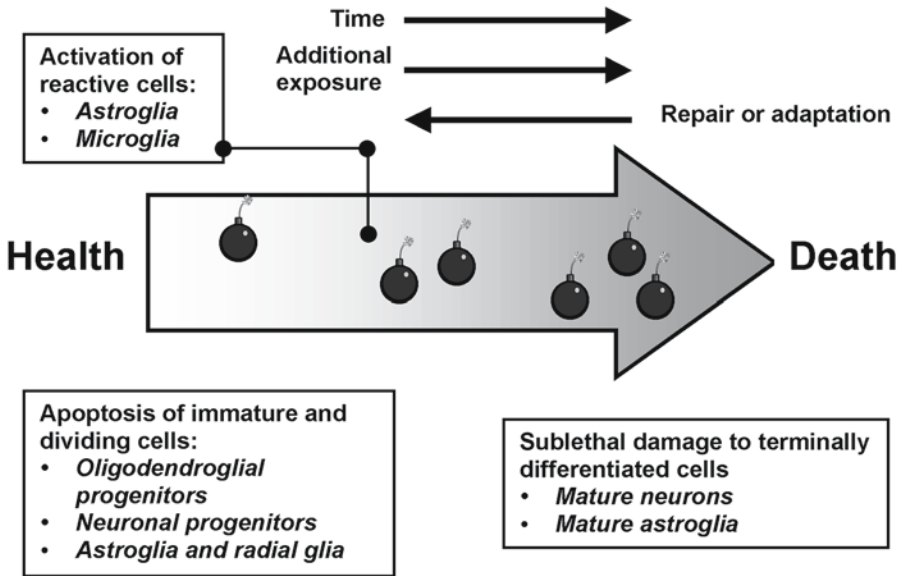 Time
Additional
exposure
Repair or adaptation
Activation of
reactive cells:
• Astroglia
• Microglia
Health
Death
Apoptosis of immature and
dividing cells:
• Oligodendroglial
progenitors
• Neuronal progenitors
• Astroglia and radial glia
Sublethal damage to terminally
differentiated cells
• Mature neurons
• Mature astroglia